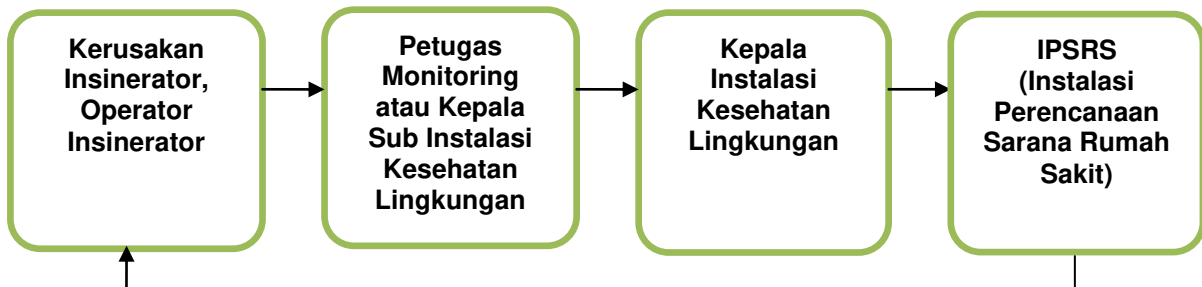 Kerusakan
Insinerator,
Operator
Insinerator
Petugas
Monitoring
atau Kepala
Sub Instalasi
Kesehatan
Lingkungan
Kepala
Instalasi
Kesehatan
Lingkungan
IPSRS
(Instalasi
Perencanaan
Sarana Rumah
Sakit)